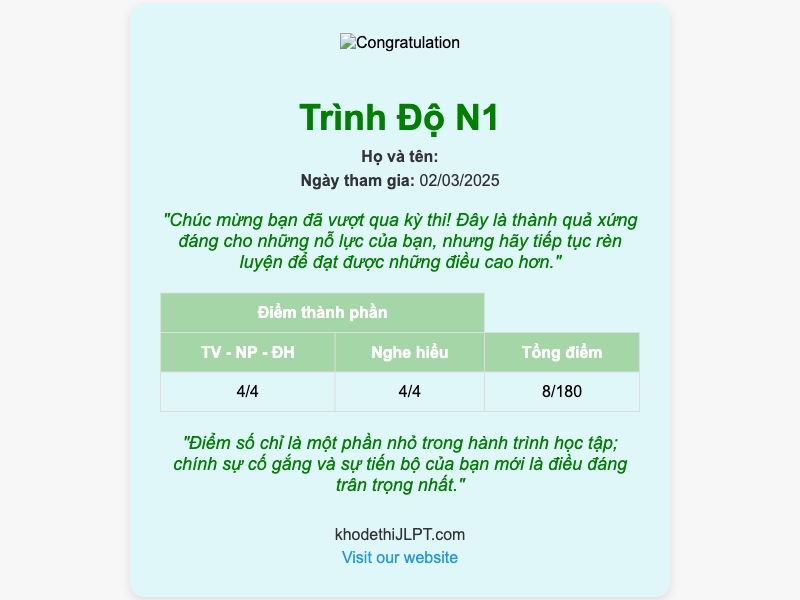 Congratulation
Trình Độ N1
Họ và tên:
Ngày tham gia: 02/03/2025
"Chúc mừng bạn đã vượt qua kỳ thi! Đây là thành quả xứng
đáng cho những nỗ lực của bạn, nhưng hãy tiếp tục rèn
luyện để đạt được những điều cao hơn."
Điểm thành phần
TV - NP - ĐH Nghe hiểu Tổng điểm
4/4 4/4 8/180
"Điểm số chỉ là một phần nhỏ trong hành trình học tập;
chính sự cố gắng và sự tiến bộ của bạn mới là điều đáng
trân trọng nhất."
khodethiJLPT.com
Visit our website